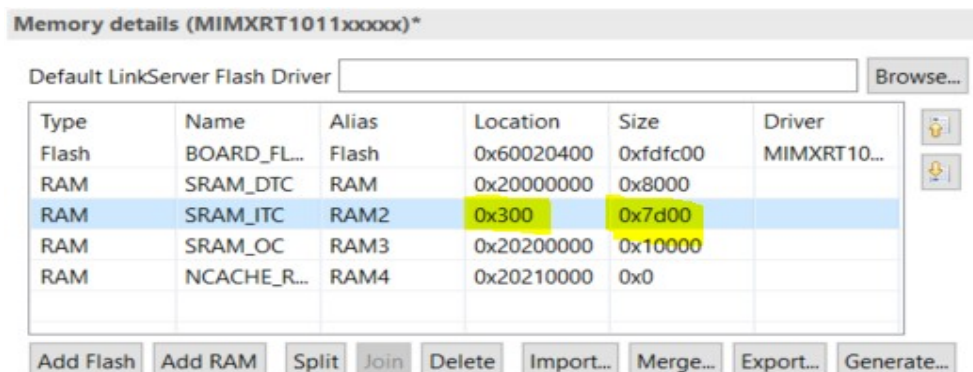 Memory details (MIMXRT1011xxxxx)*
Default LinkServer Flash Driver Browse...
Type Name Alias Location Size Driver
Flash BOARD_FL... Flash 0x60020400 0xfdfc00 MIMXRT10...
RAM SRAM_DTC RAM 0x20000000 0x8000
RAM SRAM_ITC RAM2 0x300 0x7d00
RAM SRAM_OC RAM3 0x20200000 0x10000
RAM NCACHE_R... RAM4 0x20210000 0x0
Add Flash Add RAM Split Join Delete Import... Merge... Export... Generate...